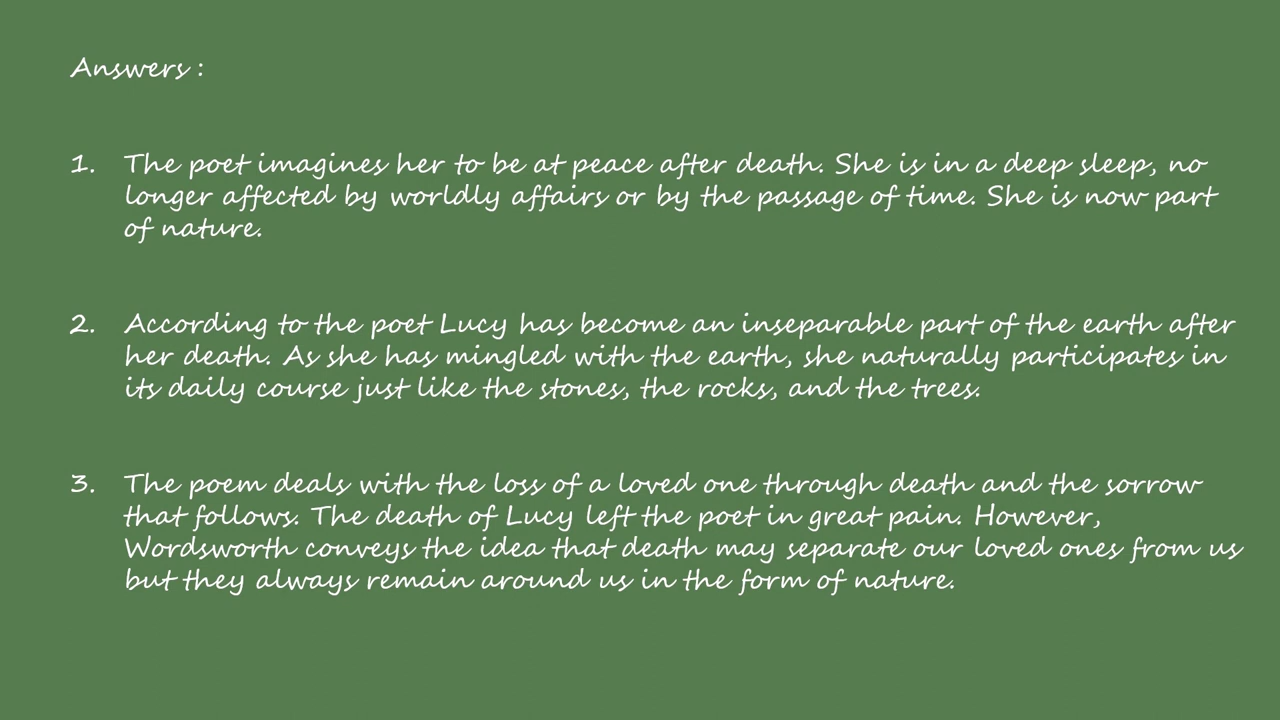 Answers :
1. The poet imagines her to be at peace after death. She is in a deep sleep, no
longer affected by worldly affairs or by the passage of time. She is now part
of nature.
2. According to the poet Lucy has become an inseparable part of the earth after
her death. As she has mingled with the earth, she naturally participates in
its daily course just like the stones, the rocks, and the trees.
3. The poem deals with the loss of a loved one through death and the sorrow
that follows. The death of Lucy left the poet in great pain. However,
Wordsworth conveys the idea that death may separate our loved ones from us
but they always remain around us in the form of nature.